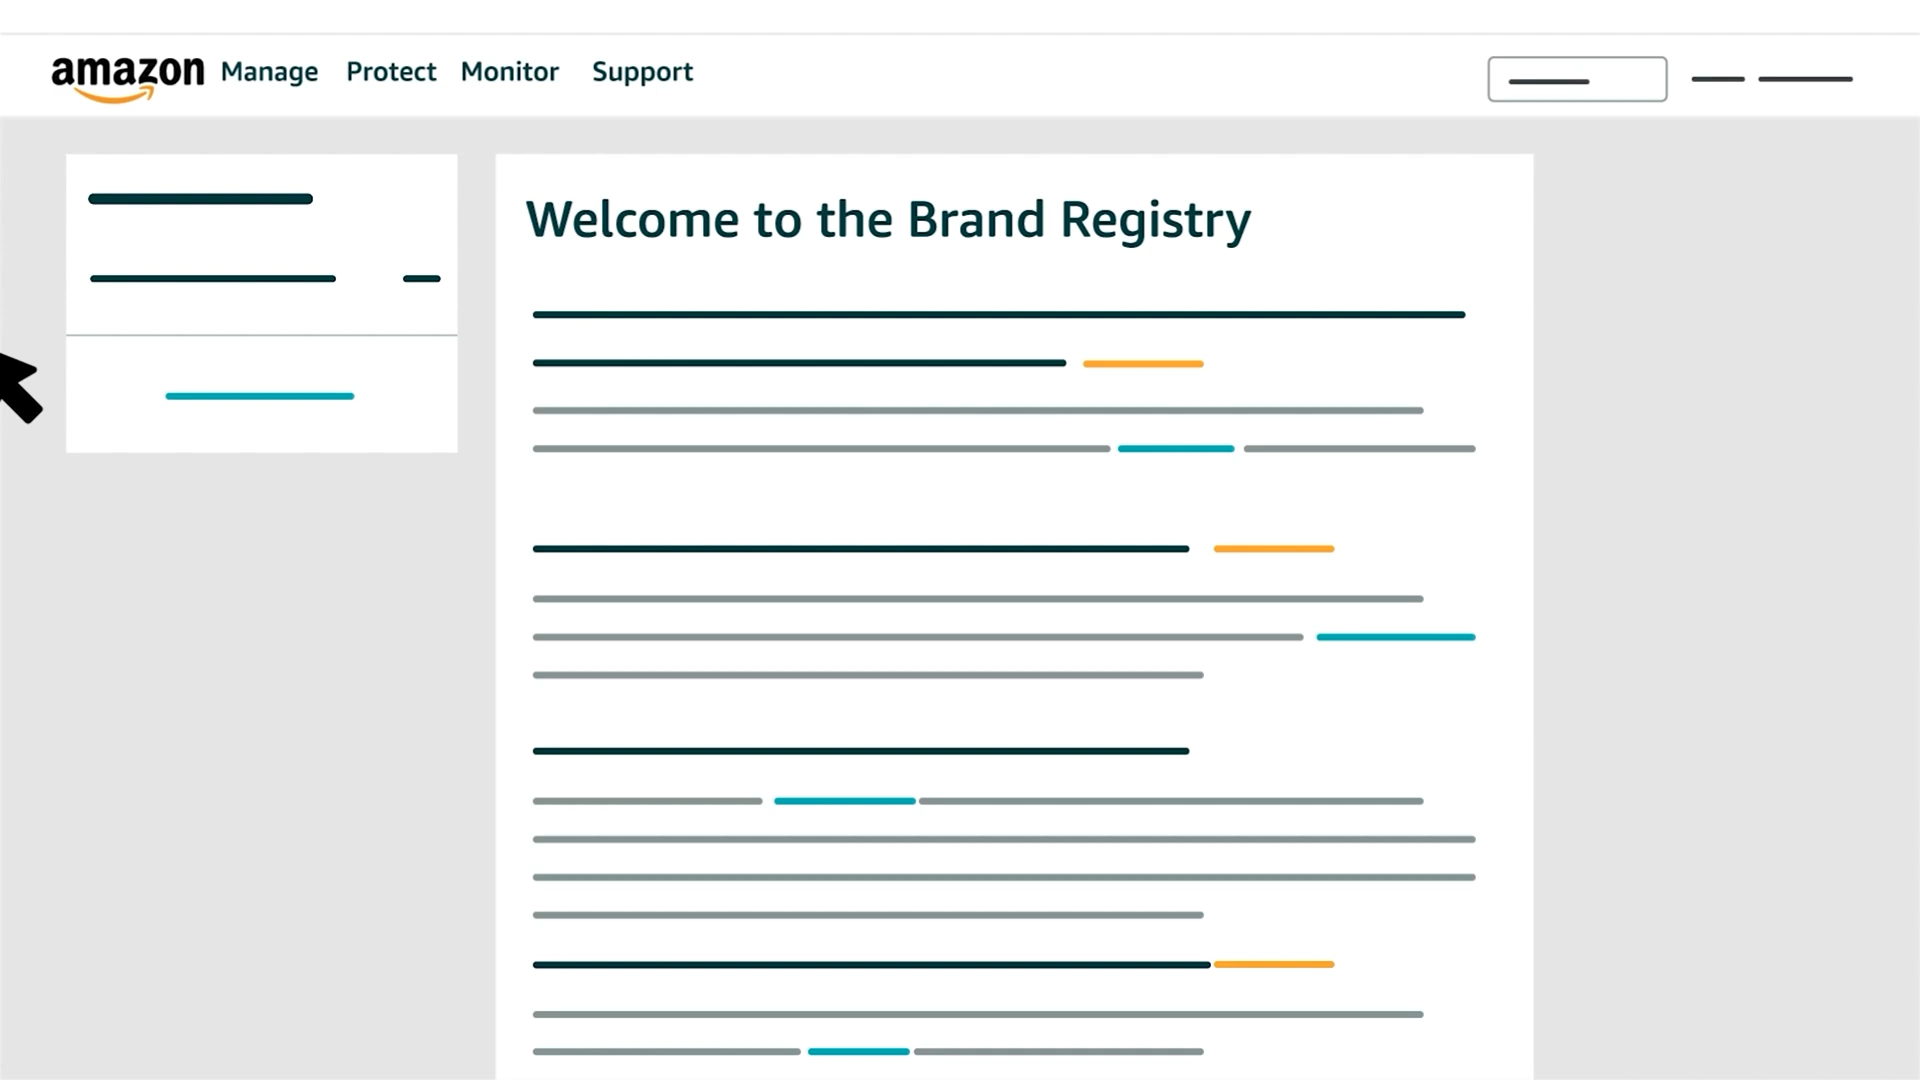 amazon Manage Protect Monitor Support
Welcome to the Brand Registry